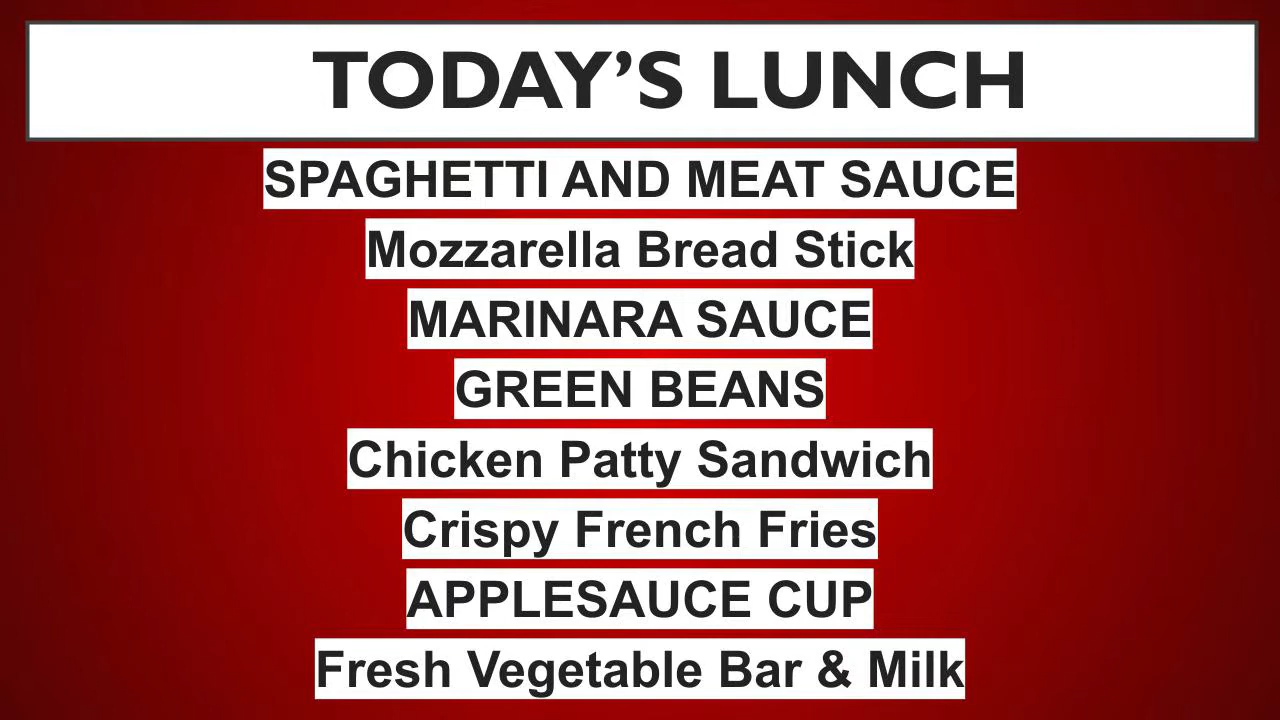 TODAY’S LUNCH
SPAGHETTI AND MEAT SAUCE
Mozzarella Bread Stick
MARINARA SAUCE
GREEN BEANS
Chicken Patty Sandwich
Crispy French Fries
APPLESAUCE CUP
Fresh Vegetable Bar & Milk